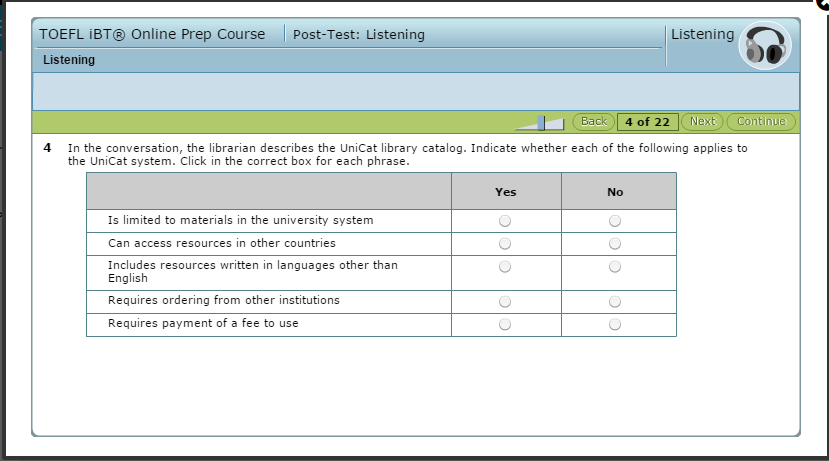 TOEFL iBT® Online Prep Course Post-Test: Listening Listening
Listening
Back 4 of 22 Next Continue
4 In the conversation, the librarian describes the UniCat library catalog. Indicate whether each of the following applies to
the UniCat system. Click in the correct box for each phrase.
Yes No
Is limited to materials in the university system
Can access resources in other countries
Includes resources written in languages other than
English
Requires ordering from other institutions
Requires payment of a fee to use